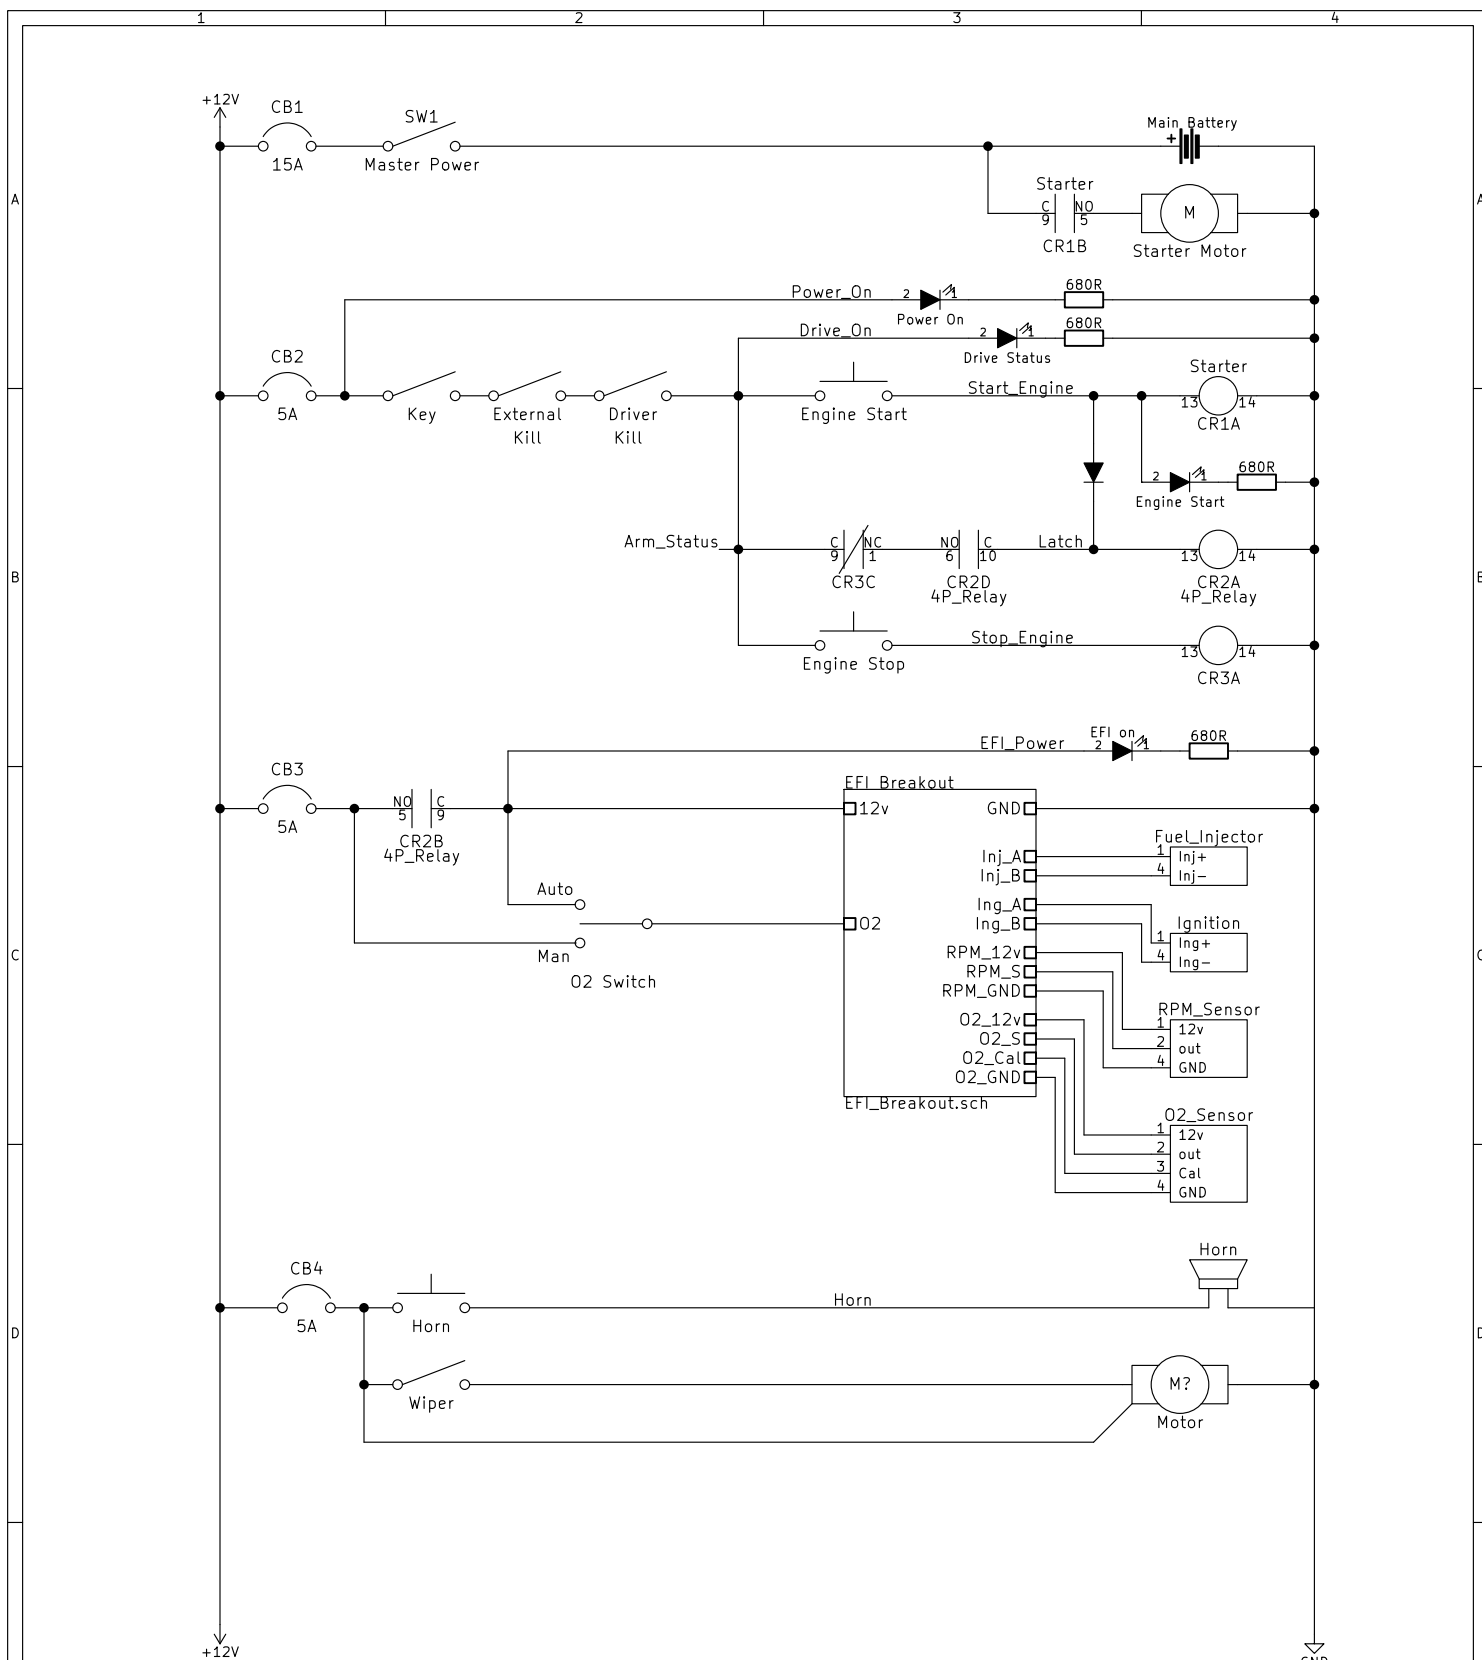 1 2 3 4
+12V
CB1
15A
SW1
Master Power
Main Battery
+
A
Starter
C NO
9 5
CR1B
M
Starter Motor
Power_On
2 1
Power On
680R
Drive_On
2 1
Drive Status
680R
CB2
5A
Key
External
Kill
Driver
Kill
Engine Start
Start_Engine
Starter
13 14
CR1A
2 1
Engine Start
680R
B
Arm_Status
C NC
9 1
CR3C
NO C
6 10
CR2D
4P_Relay
Latch
13 14
CR2A
4P_Relay
Engine Stop
Stop_Engine
13 14
CR3A
EFI_Power
EFI on
2 1
680R
CB3
5A
NO C
5 9
CR2B
4P_Relay
Auto
Man
O2 Switch
C
EFI_Breakout
12v
O2
GND
Inj_A
Inj_B
Ing_A
Ing_B
RPM_12v
RPM_S
RPM_GND
O2_12v
O2_S
O2_Cal
O2_GND
EFI_Breakout.sch
Fuel_Injector
1 Inj+
4 Inj-
Ignition
1 Ing+
4 Ing-
RPM_Sensor
1 12v
2 out
4 GND
O2_Sensor
1 12v
2 out
3 Cal
4 GND
CB4
5A
Horn
Horn
Horn
D
Wiper
M?
Motor
+12V